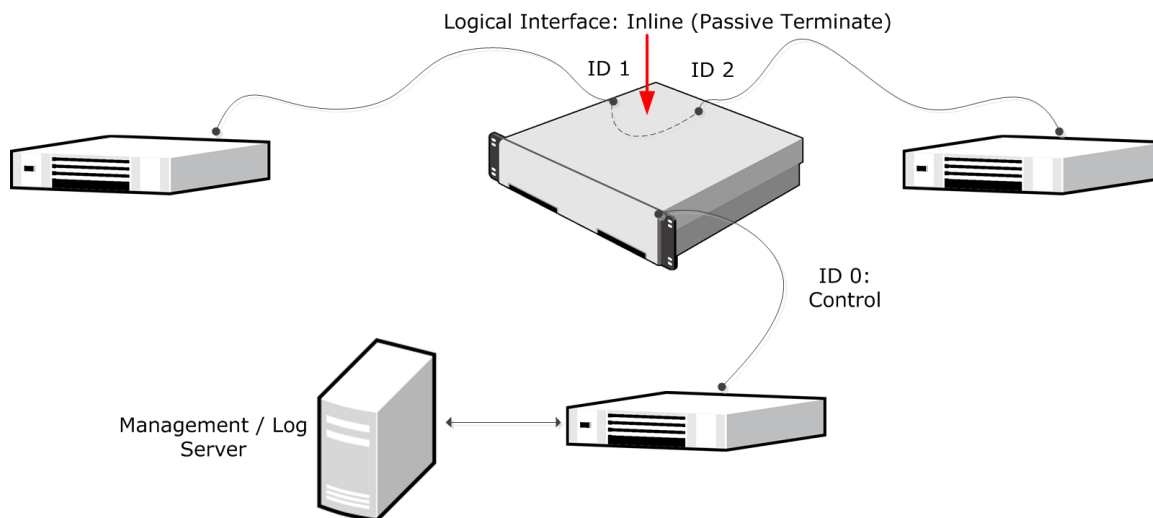 Logical Interface: Inline (Passive Terminate)
ID 1
ID 2
ID 0:
Control
Management / Log
Server